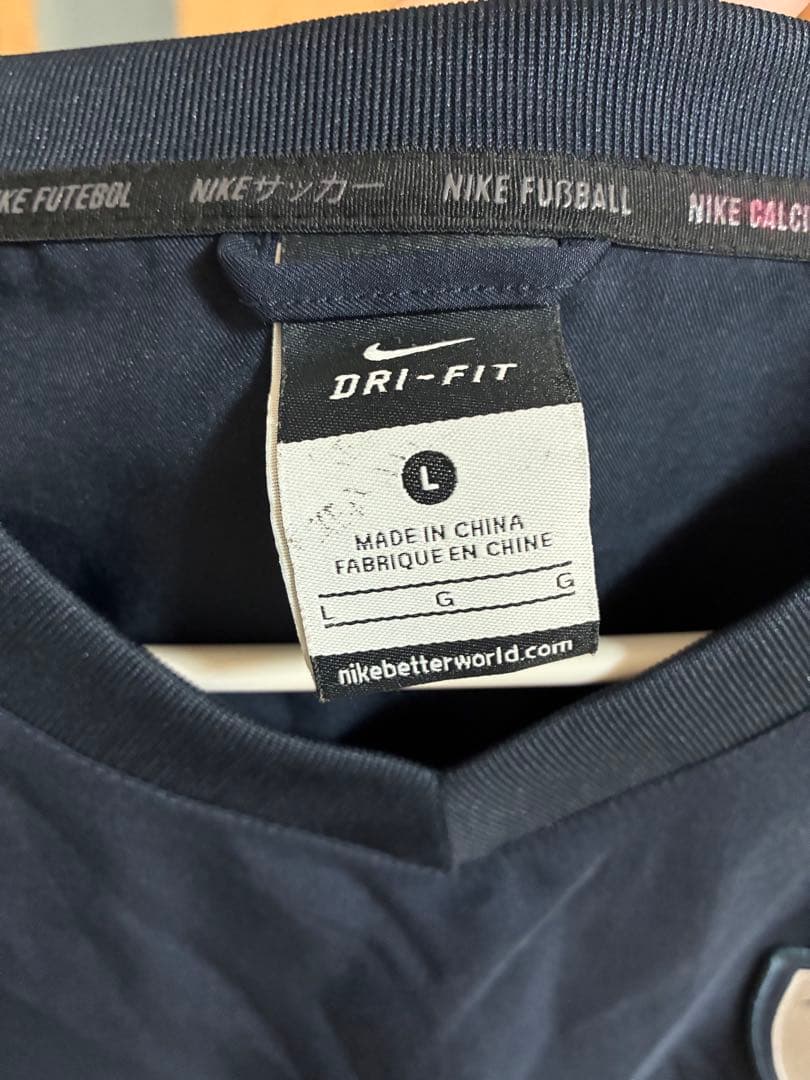 KE FUTEBOL NIKEサッカー NIKE FUßBALL NIKE CALCI
DRI-FIT
L
MADE IN CHINA
FABRIQUE EN CHINE
L G G
nikebetterworld.com